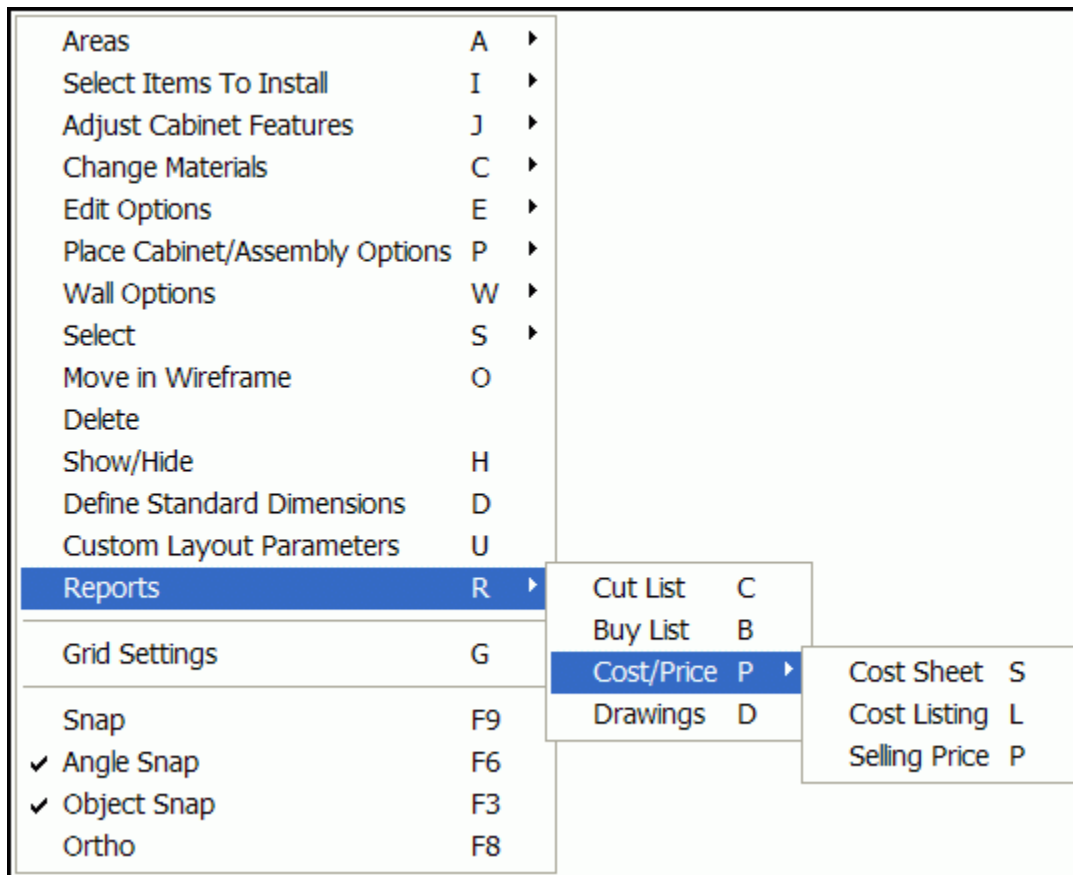 Areas A
Select Items To Install I
Adjust Cabinet Features J
Change Materials C
Edit Options E
Place Cabinet/Assembly Options P
Wall Options W
Select S
Move in Wireframe O
Delete
Show/Hide H
Define Standard Dimensions D
Custom Layout Parameters U
Reports R
Grid Settings G
Snap F9
Angle Snap F6
Object Snap F3
Ortho F8
Cut List C
Buy List B
Cost/Price P
Drawings D
Cost Sheet S
Cost Listing L
Selling Price P